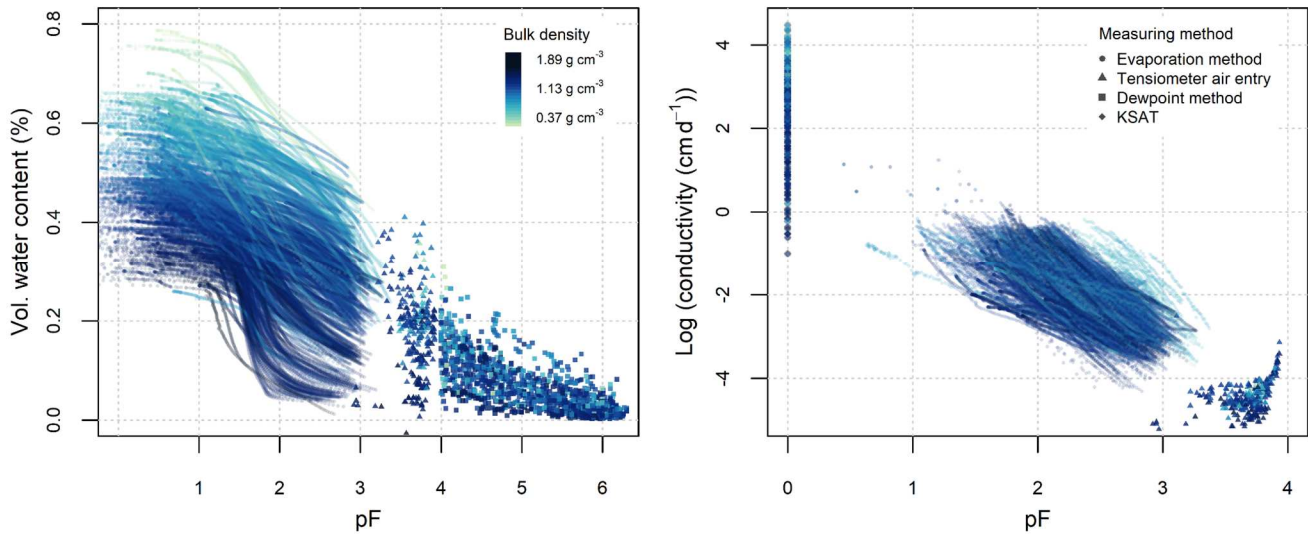 Vol. water content (%)
0.8
0.6
0.4
0.2
0.0
Bulk density
1.89 g cm⁻³
1.13 g cm⁻³
0.37 g cm⁻³
1 2 3 4 5 6
pF
Log (conductivity (cm d⁻¹))
4
2
0
-2
-4
Measuring method
Evaporation method
Tensiometer air entry
Dewpoint method
KSAT
0 1 2 3 4
pF